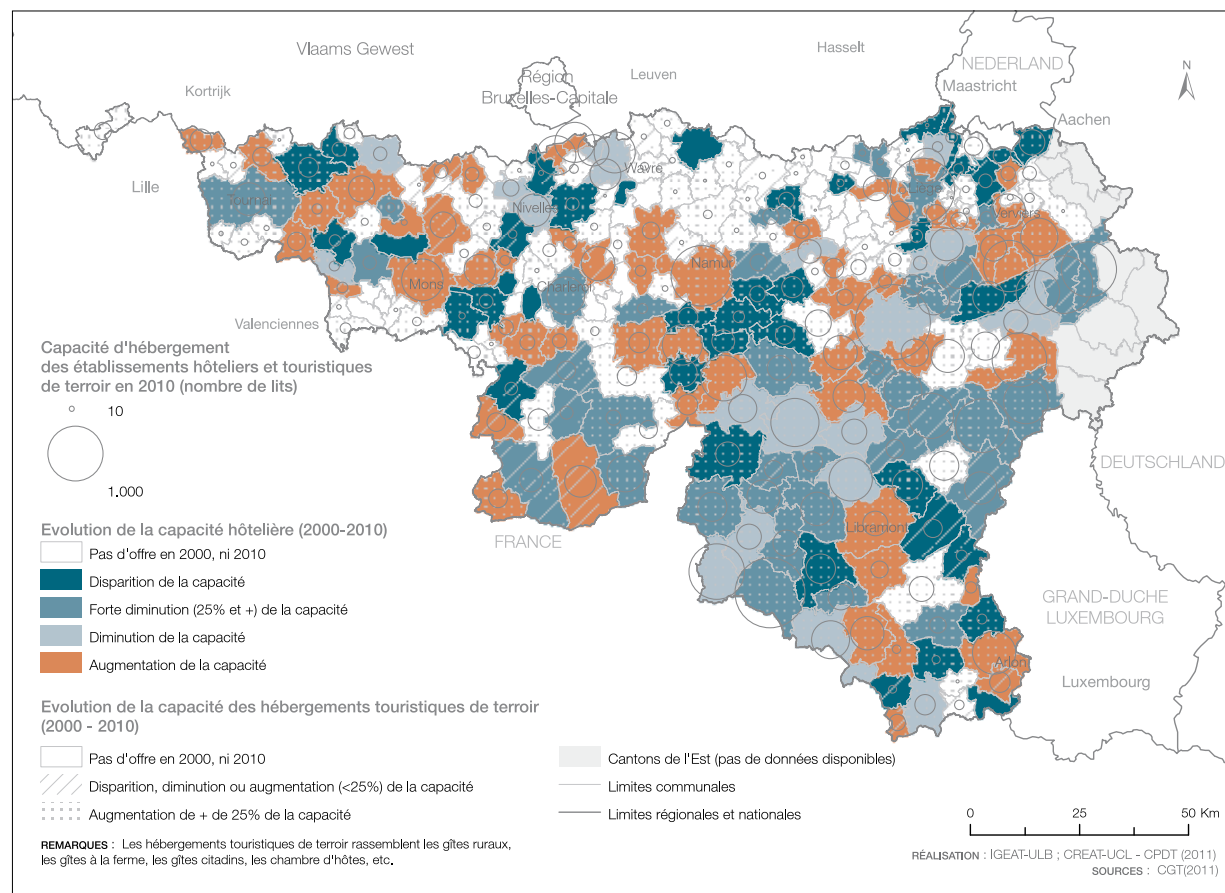 Vlaams Gewest
Hasselt
NEDERLAND
Maastricht
Leuven
Région
Bruxelles-Capitale
Kortrijk
N
Aachen
Lille
Wavre
Tournai
Nivelles
Liège
Verviers
Namur
Mons
Charleroi
Valenciennes
Capacité d'hébergement
des établissements hôteliers et touristiques
de terroir en 2010 (nombre de lits)
10
1.000
DEUTSCHLAND
Libramont
FRANCE
GRAND-DUCHE
LUXEMBOURG
Arlon
Luxembourg
Evolution de la capacité hôtelière (2000-2010)
Pas d'offre en 2000, ni 2010
Disparition de la capacité
Forte diminution (25% et +) de la capacité
Diminution de la capacité
Augmentation de la capacité
Evolution de la capacité des hébergements touristiques de terroir
(2000 - 2010)
Pas d'offre en 2000, ni 2010
Disparition, diminution ou augmentation (<25%) de la capacité
Augmentation de + de 25% de la capacité
Cantons de l'Est (pas de données disponibles)
Limites communales
Limites régionales et nationales
REMARQUES : Les hébergements touristiques de terroir rassemblent les gîtes ruraux,
les gîtes à la ferme, les gîtes citadins, les chambre d'hôtes, etc.
0 25 50 Km
RÉALISATION : IGEAT-ULB ; CREAT-UCL - CPDT (2011)
SOURCES : CGT(2011)